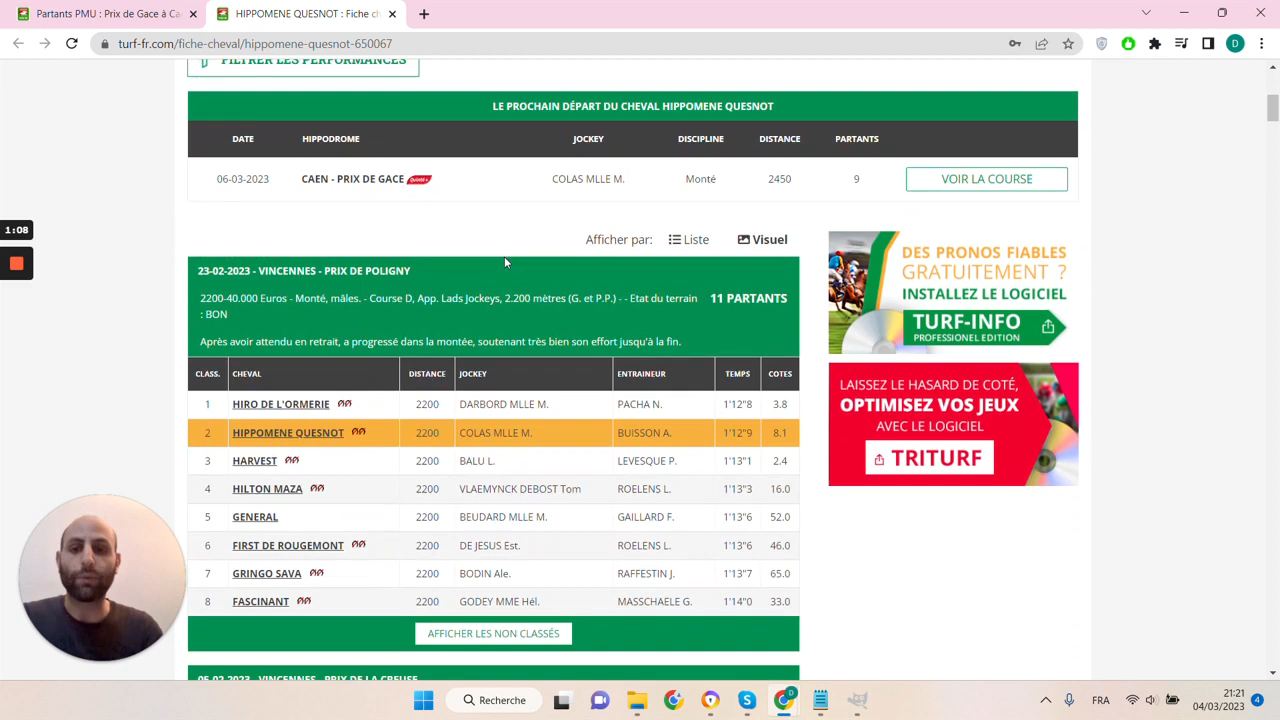 Partants PMU : Prix de Gace à Ca
HIPPOMENE QUESNOT : Fiche c
turf-fr.com/fiche-cheval/hippomene-quesnot-650067
D
FILTRER LES PERFORMANCES
LE PROCHAIN DÉPART DU CHEVAL HIPPOMENE QUESNOT
DATE HIPPODROME JOCKEY DISCIPLINE DISTANCE PARTANTS
06-03-2023 CAEN - PRIX DE GACE Quinté+ COLAS MLLE M. Monté 2450 9 VOIR LA COURSE
1:08
Afficher par: Liste Visuel
23-02-2023 - VINCENNES - PRIX DE POLIGNY
2200-40.000 Euros - Monté, mâles. - Course D, App. Lads Jockeys, 2.200 mètres (G. et P.P.) - - Etat du terrain
: BON
11 PARTANTS
Après avoir attendu en retrait, a progressé dans la montée, soutenant très bien son effort jusqu'à la fin.
CLASS. CHEVAL DISTANCE JOCKEY ENTRAINEUR TEMPS COTES
1 HIRO DE L'ORMERIE 2200 DARBORD MLLE M. PACHA N. 1'12"8 3.8
2 HIPPOMENE QUESNOT 2200 COLAS MLLE M. BUISSON A. 1'12"9 8.1
3 HARVEST 2200 BALU L. LEVESQUE P. 1'13"1 2.4
4 HILTON MAZA 2200 VLAEMYNCK DEBOST Tom ROELENS L. 1'13"3 16.0
5 GENERAL 2200 BEUDARD MLLE M. GAILLARD F. 1'13"6 52.0
6 FIRST DE ROUGEMONT 2200 DE JESUS Est. ROELENS L. 1'13"6 46.0
7 GRINGO SAVA 2200 BODIN Ale. RAFFESTIN J. 1'13"7 65.0
8 FASCINANT 2200 GODEY MME Hél. MASSCHAELE G. 1'14"0 33.0
AFFICHER LES NON CLASSÉS
05-02-2023 - VINCENNES - PRIX DE LA CREUSE
DES PRONOS FIABLES
GRATUITEMENT ?
INSTALLEZ LE LOGICIEL
TURF-INFO
PROFESSIONEL EDITION
LAISSEZ LE HASARD DE COTÉ,
OPTIMISEZ VOS JEUX
AVEC LE LOGICIEL
TRITURF
Recherche
D
FRA
21:21
04/03/2023
4